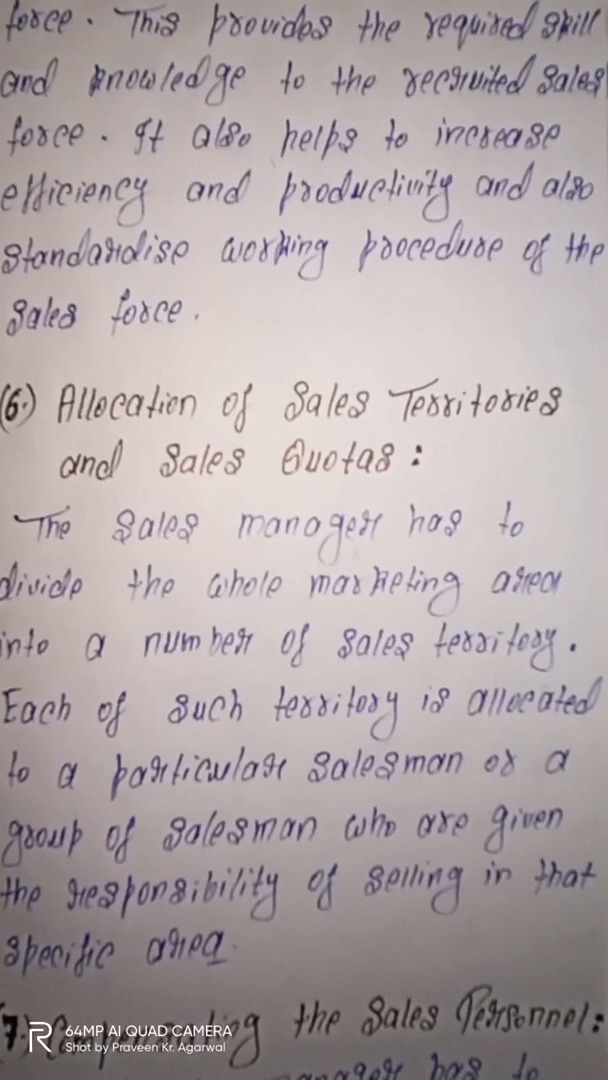 force. This provides the required skill
and knowledge to the recruited sales
force. It also helps to increase
efficiency and productivity and also
standardise working procedure of the
sales force.
(6.) Allocation of Sales Territories
and Sales Quotas :
The Sales manager has to
divide the whole marketing area
into a number of sales territory.
Each of such territory is allocated
to a particular salesman or a
group of salesman who are given
the responsibility of selling in that
specific area.
(7.) Compensating the Sales Personnel:
manager has to
64MP AI QUAD CAMERA
Shot by Praveen Kr. Agarwal